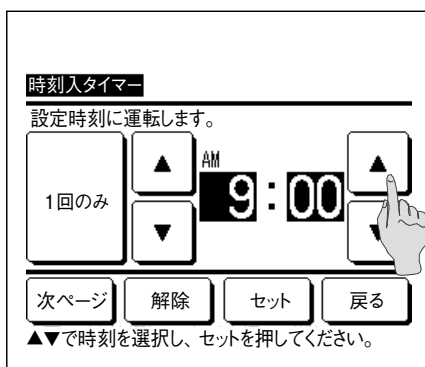 時刻入タイマー
設定時刻に運転します。
1回のみ
▲
▼
AM
9:00
▲
▼
次ページ 解除 セット 戻る
▲▼で時刻を選択し、セットを押してください。